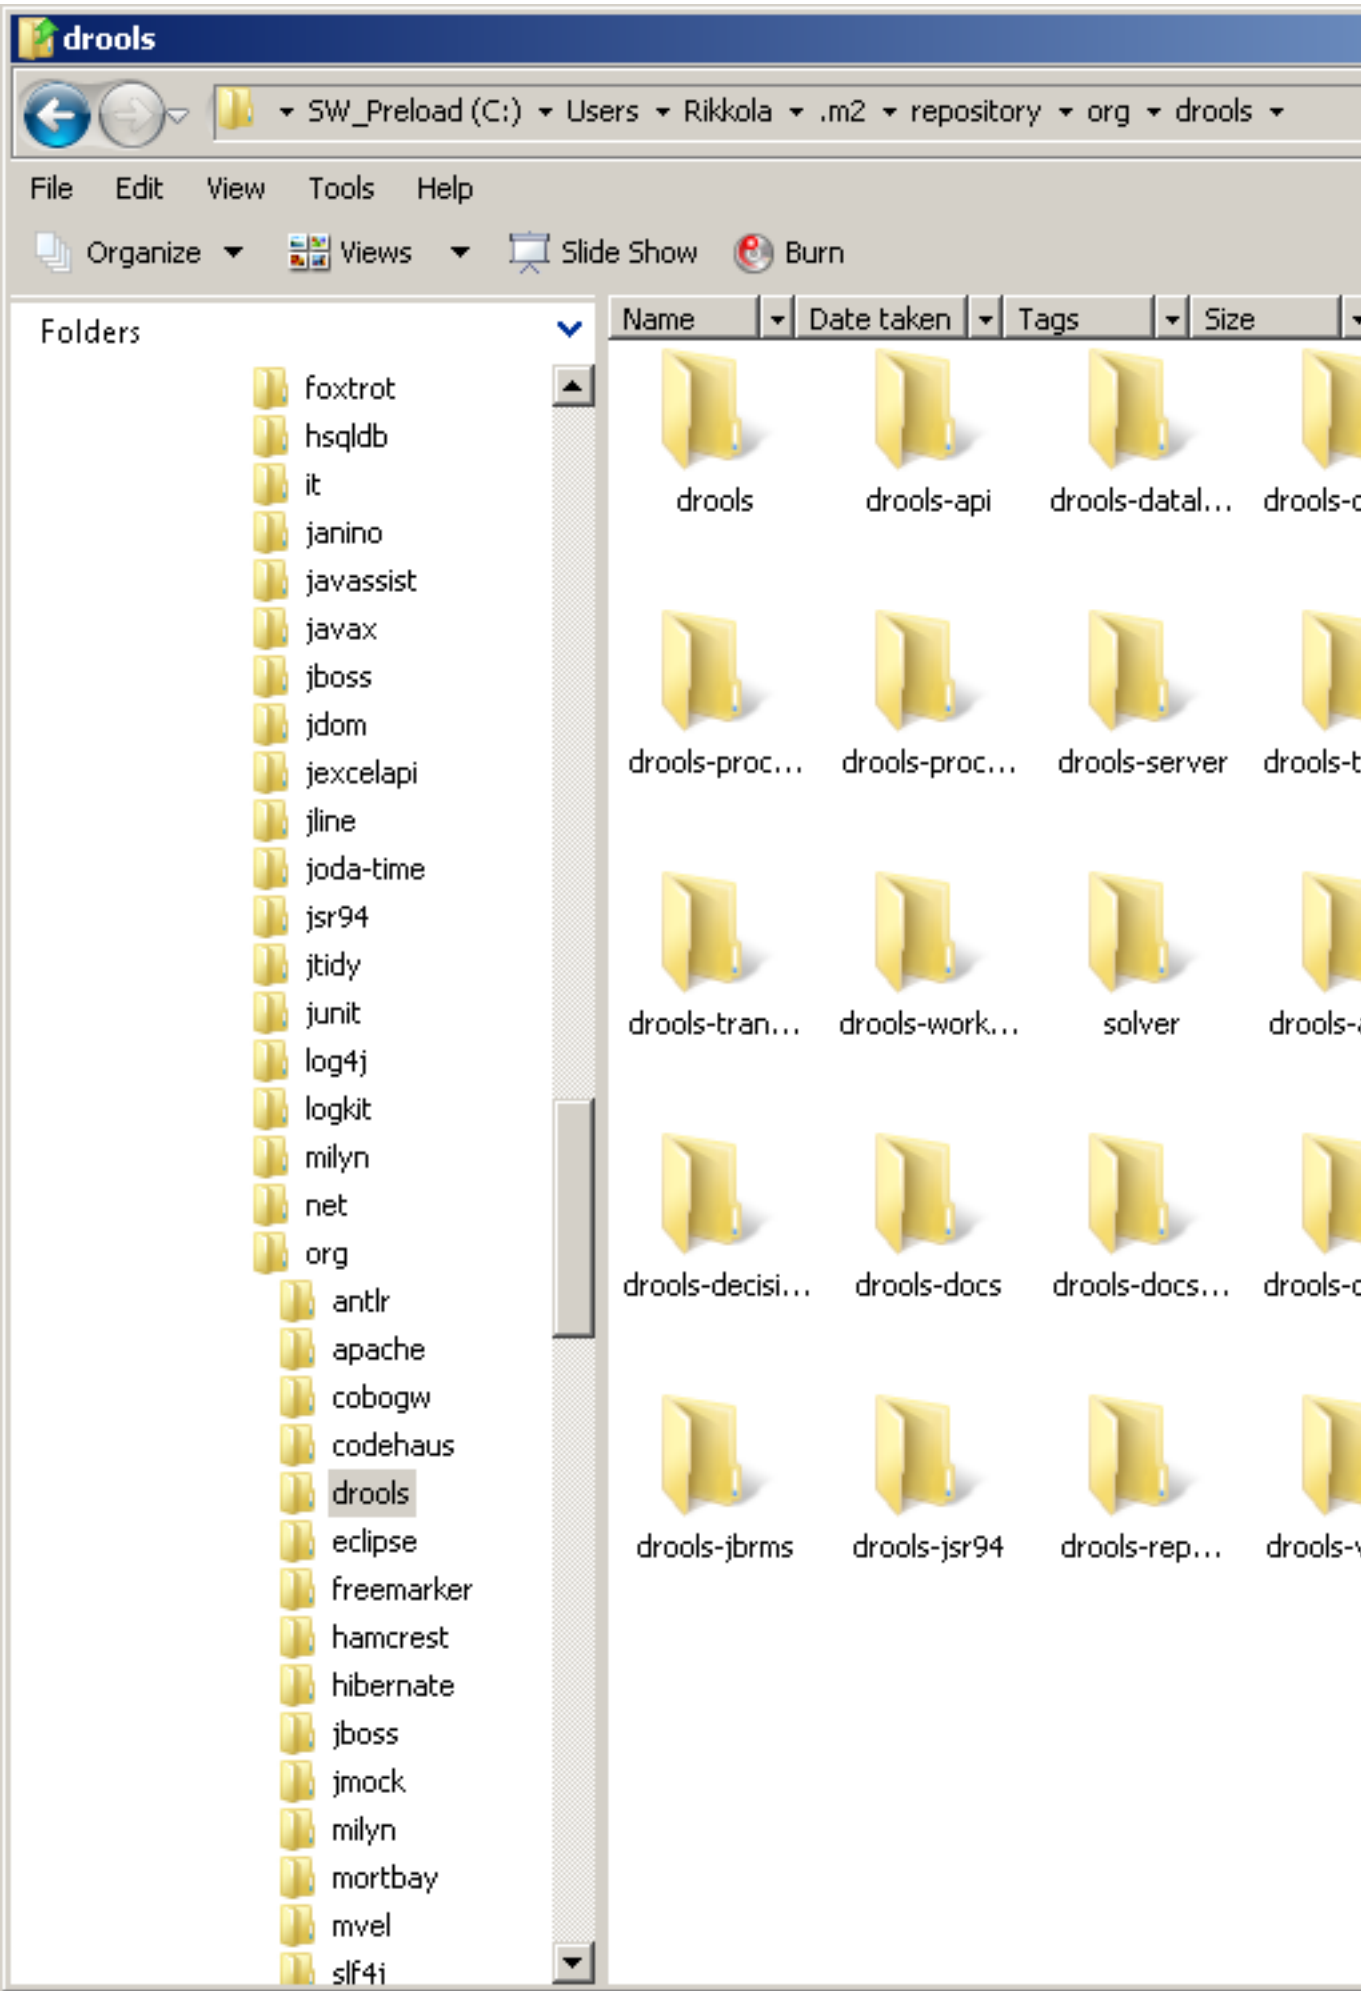 drools
SW_Preload (C:) Users Rikkola .m2 repository org drools
File Edit View Tools Help
Organize Views Slide Show Burn
Folders
foxtrot
hsqldb
it
janino
javassist
javax
jboss
jdom
jexcelapi
jline
joda-time
jsr94
jtidy
junit
log4j
logkit
milyn
net
org
antlr
apache
cobogw
codehaus
drools
eclipse
freemarker
hamcrest
hibernate
jboss
jmock
milyn
mortbay
mvel
slf4j
Name Date taken Tags Size
drools drools-api drools-datal...
drools-proc... drools-proc... drools-server drools-t
drools-tran... drools-work... solver drools-a
drools-decisi... drools-docs drools-docs...
drools-jbrms drools-jsr94 drools-rep... drools-v